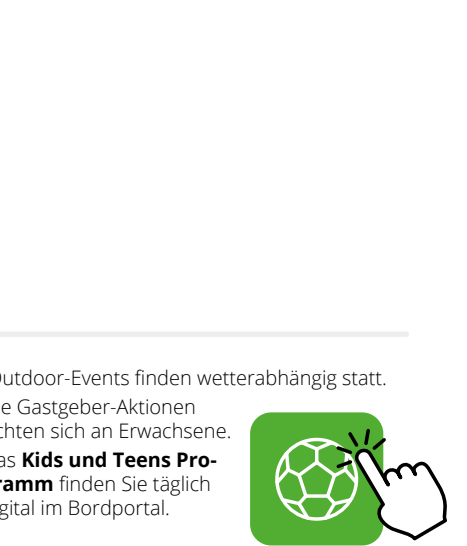 utdoor-Events finden wetterabhängig statt.
e Gastgeber-Aktionen
chten sich an Erwachsene.
as Kids und Teens Pro-
ramm finden Sie täglich
gital im Bordportal.